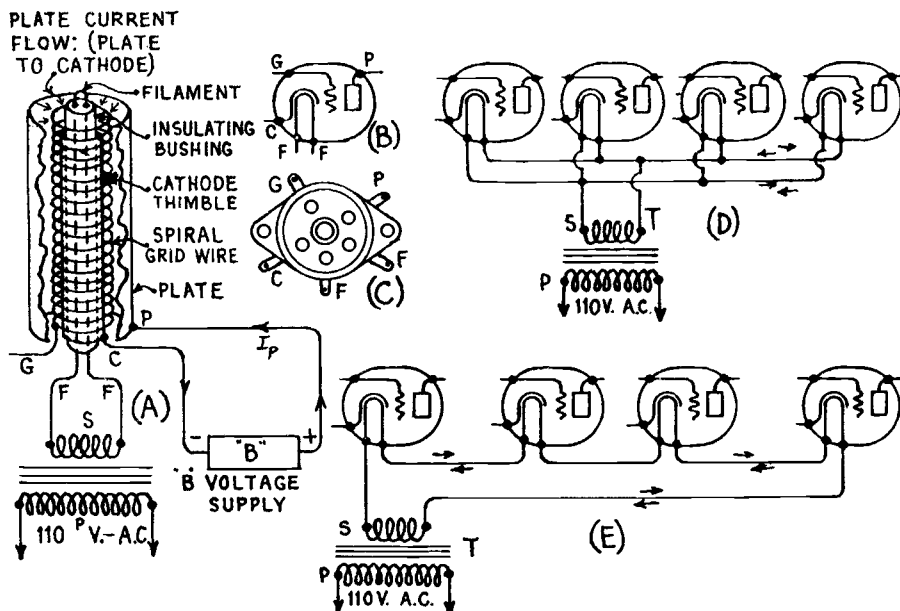 PLATE CURRENT
FLOW: (PLATE
TO CATHODE)
FILAMENT
INSULATING
BUSHING
CATHODE
THIMBLE
SPIRAL
GRID WIRE
PLATE
P
G
C
F F
S
(A)
P
110 V.-A.C.
I_P
- "B" +
"B" VOLTAGE
SUPPLY
G P
C
F F
(B)
G P
C F
F
(C)
S T
(D)
P
110V. A.C.
S T
(E)
P
110V. A.C.